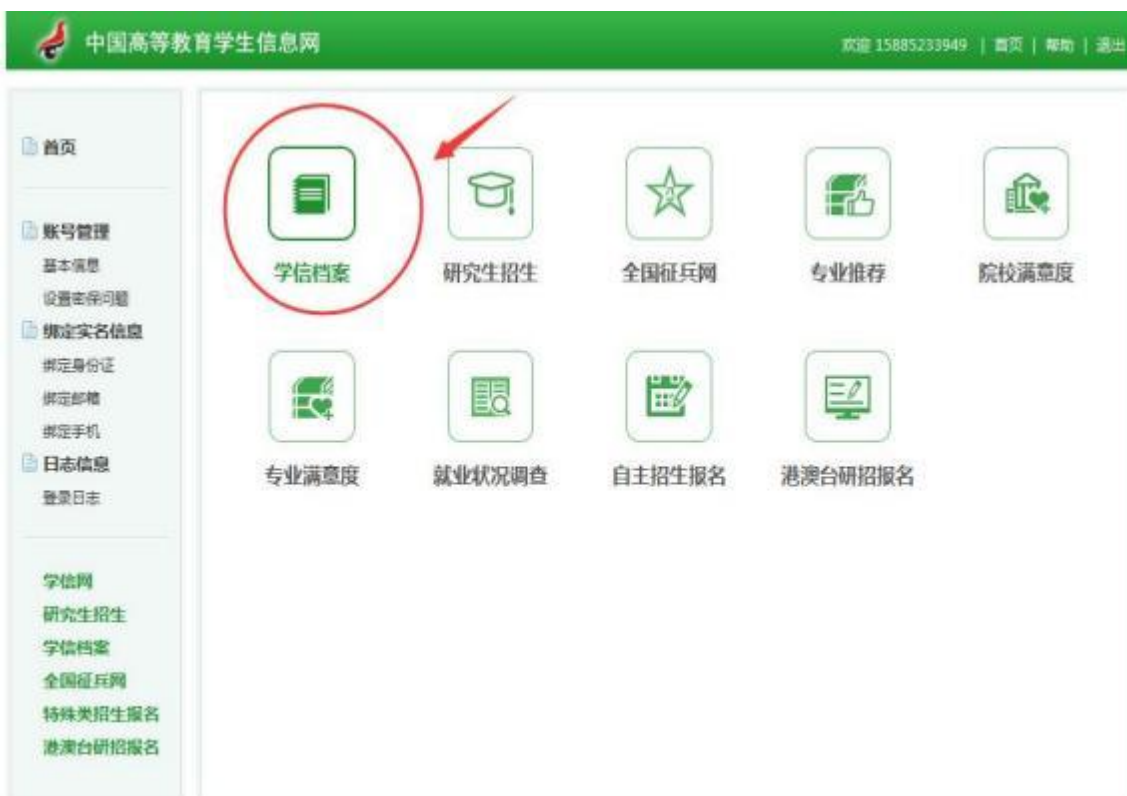 中国高等教育学生信息网
欢迎 15885233949 | 首页 | 帮助 | 退出
首页
账号管理
基本信息
设置密保问题
绑定实名信息
绑定身份证
绑定邮箱
绑定手机
日志信息
登录日志
学信网
研究生招生
学信档案
全国征兵网
特殊类招生报名
港澳台研招报名
学信档案 研究生招生 全国征兵网 专业推荐 院校满意度
专业满意度 就业状况调查 自主招生报名 港澳台研招报名